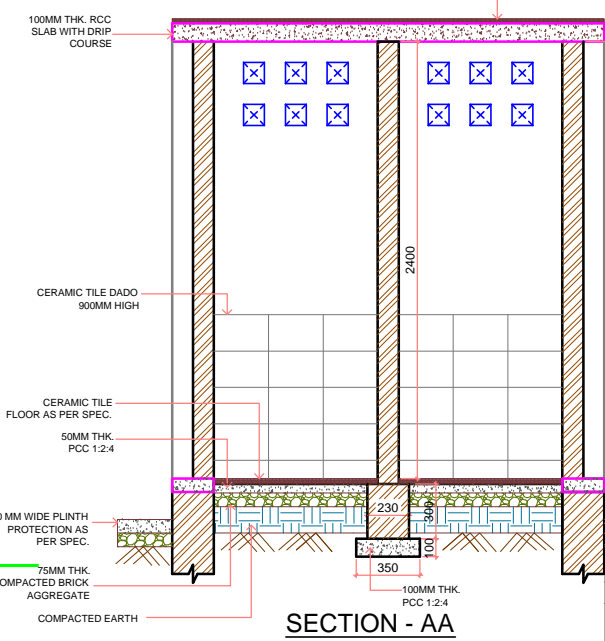 100MM THK. RCC
SLAB WITH DRIP
COURSE
2400
CERAMIC TILE DADO
900MM HIGH
CERAMIC TILE
FLOOR AS PER SPEC.
50MM THK.
PCC 1:2:4
230
300
MM WIDE PLINTH
PROTECTION AS
PER SPEC.
100
350
75MM THK.
COMPACTED BRICK
AGGREGATE
100MM THK.
PCC 1:2:4
COMPACTED EARTH
SECTION - AA